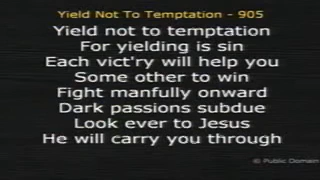 Yield Not To Temptation - 905
Yield not to temptation
For yielding is sin
Each vict'ry will help you
Some other to win
Fight manfully onward
Dark passions subdue
Look ever to Jesus
He will carry you through
© Public Domain